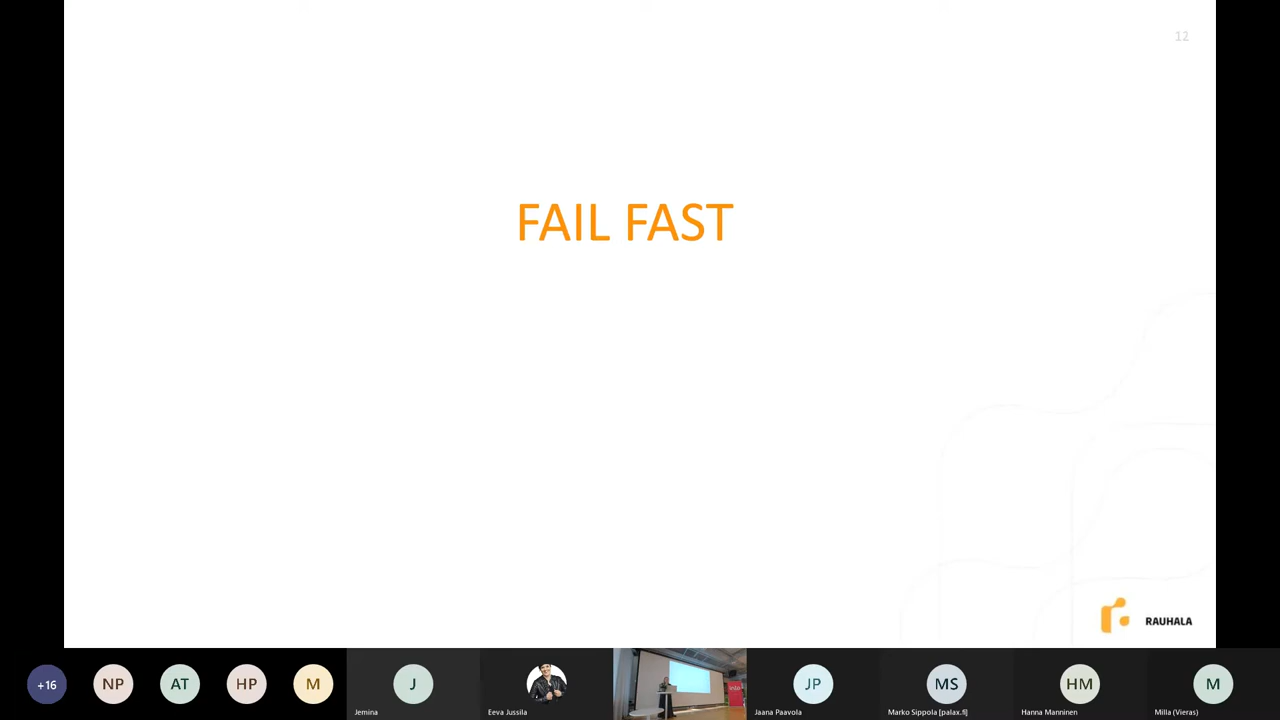 12
FAIL FAST
RAUHALA
+16
NP
AT
HP
M
J
Jemina
Eeva Jussila
JP
Jaana Paavola
MS
Marko Sippola [palax.fi]
HM
Hanna Manninen
M
Milla (Vieras)